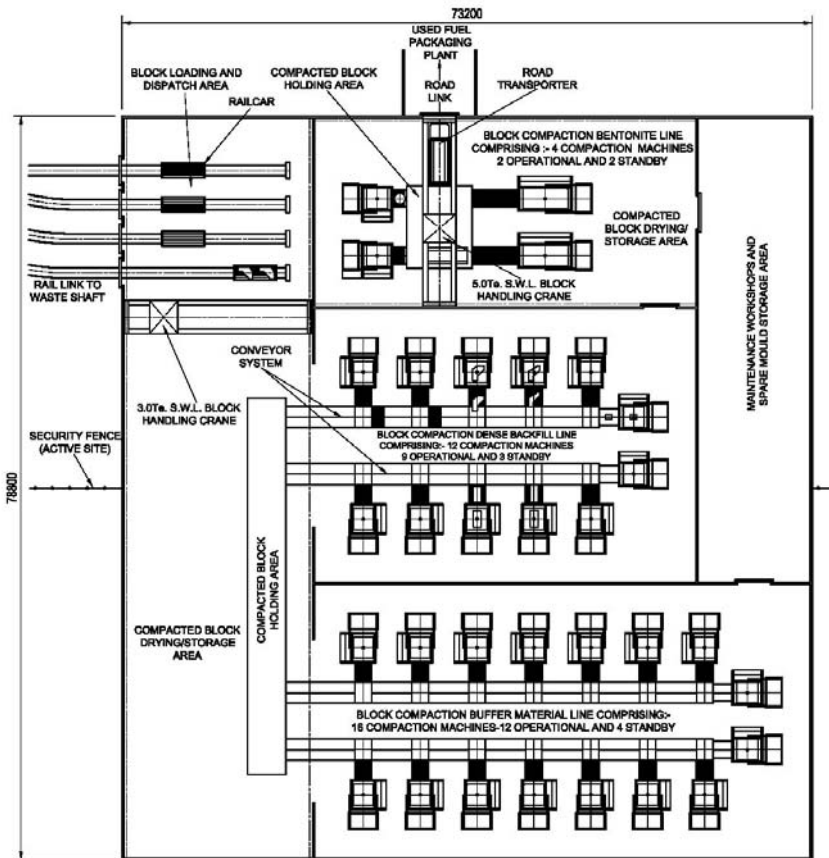 73200
USED FUEL
PACKAGING
PLANT
BLOCK LOADING AND
DISPATCH AREA
RAILCAR
COMPACTED BLOCK
HOLDING AREA
ROAD
LINK
ROAD
TRANSPORTER
BLOCK COMPACTION BENTONITE LINE
COMPRISING :- 4 COMPACTION MACHINES
2 OPERATIONAL AND 2 STANDBY
COMPACTED
BLOCK DRYING/
STORAGE AREA
RAIL LINK TO
WASTE SHAFT
5.0Te. S.W.L. BLOCK
HANDLING CRANE
MAINTENANCE WORKSHOPS AND
SPARE MOULD STORAGE AREA
CONVEYOR
SYSTEM
3.0Te. S.W.L. BLOCK
HANDLING CRANE
SECURITY FENCE
(ACTIVE SITE)
78800
BLOCK COMPACTION DENSE BACKFILL LINE
COMPRISING:- 12 COMPACTION MACHINES
9 OPERATIONAL AND 3 STANDBY
COMPACTED BLOCK
HOLDING AREA
COMPACTED BLOCK
DRYING/STORAGE
AREA
BLOCK COMPACTION BUFFER MATERIAL LINE COMPRISING:-
16 COMPACTION MACHINES-12 OPERATIONAL AND 4 STANDBY